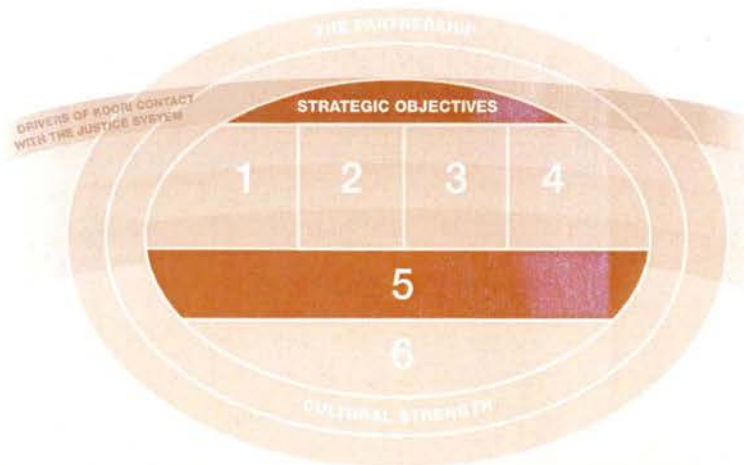 THE PARTNERSHIP
DRIVERS OF KOORI CONTACT
WITH THE JUSTICE SYSTEM
STRATEGIC OBJECTIVES
1 2 3 4
5
6
CULTURAL STRENGTH